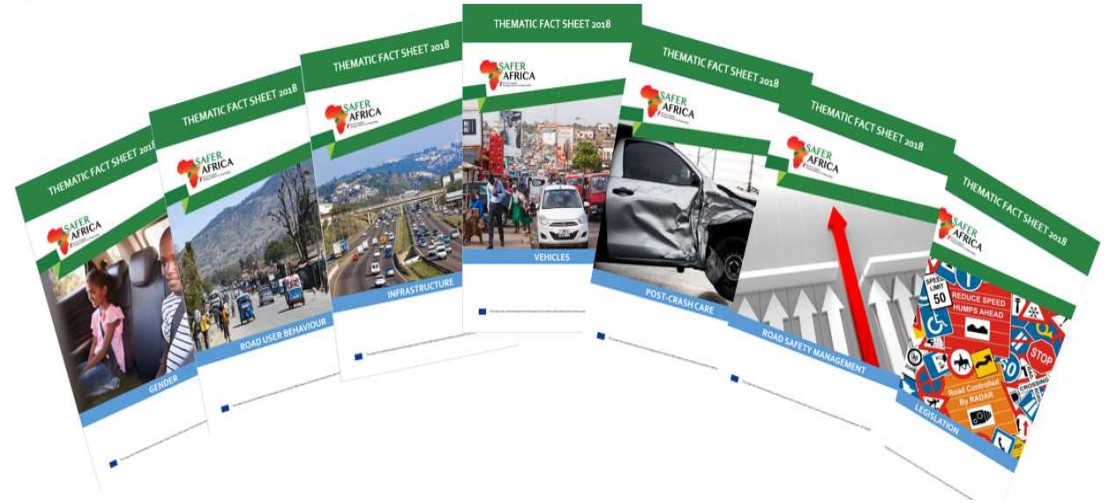 THEMATIC FACT SHEET 2018
SAFER
AFRICA
GENDER
THEMATIC FACT SHEET 2018
SAFER
AFRICA
ROAD USER BEHAVIOUR
THEMATIC FACT SHEET 2018
SAFER
AFRICA
INFRASTRUCTURE
THEMATIC FACT SHEET 2018
SAFER
AFRICA
VEHICLES
THEMATIC FACT SHEET 2018
SAFER
AFRICA
POST-CRASH CARE
THEMATIC FACT SHEET 2018
SAFER
AFRICA
ROAD SAFETY MANAGEMENT
THEMATIC FACT SHEET 2018
SAFER
AFRICA
SPEED
LIMIT
50
REDUCE SPEED
HUMPS AHEAD
STOP
60
ZONE
CROSSING
Road Controlled
By RADAR
LEGISLATION